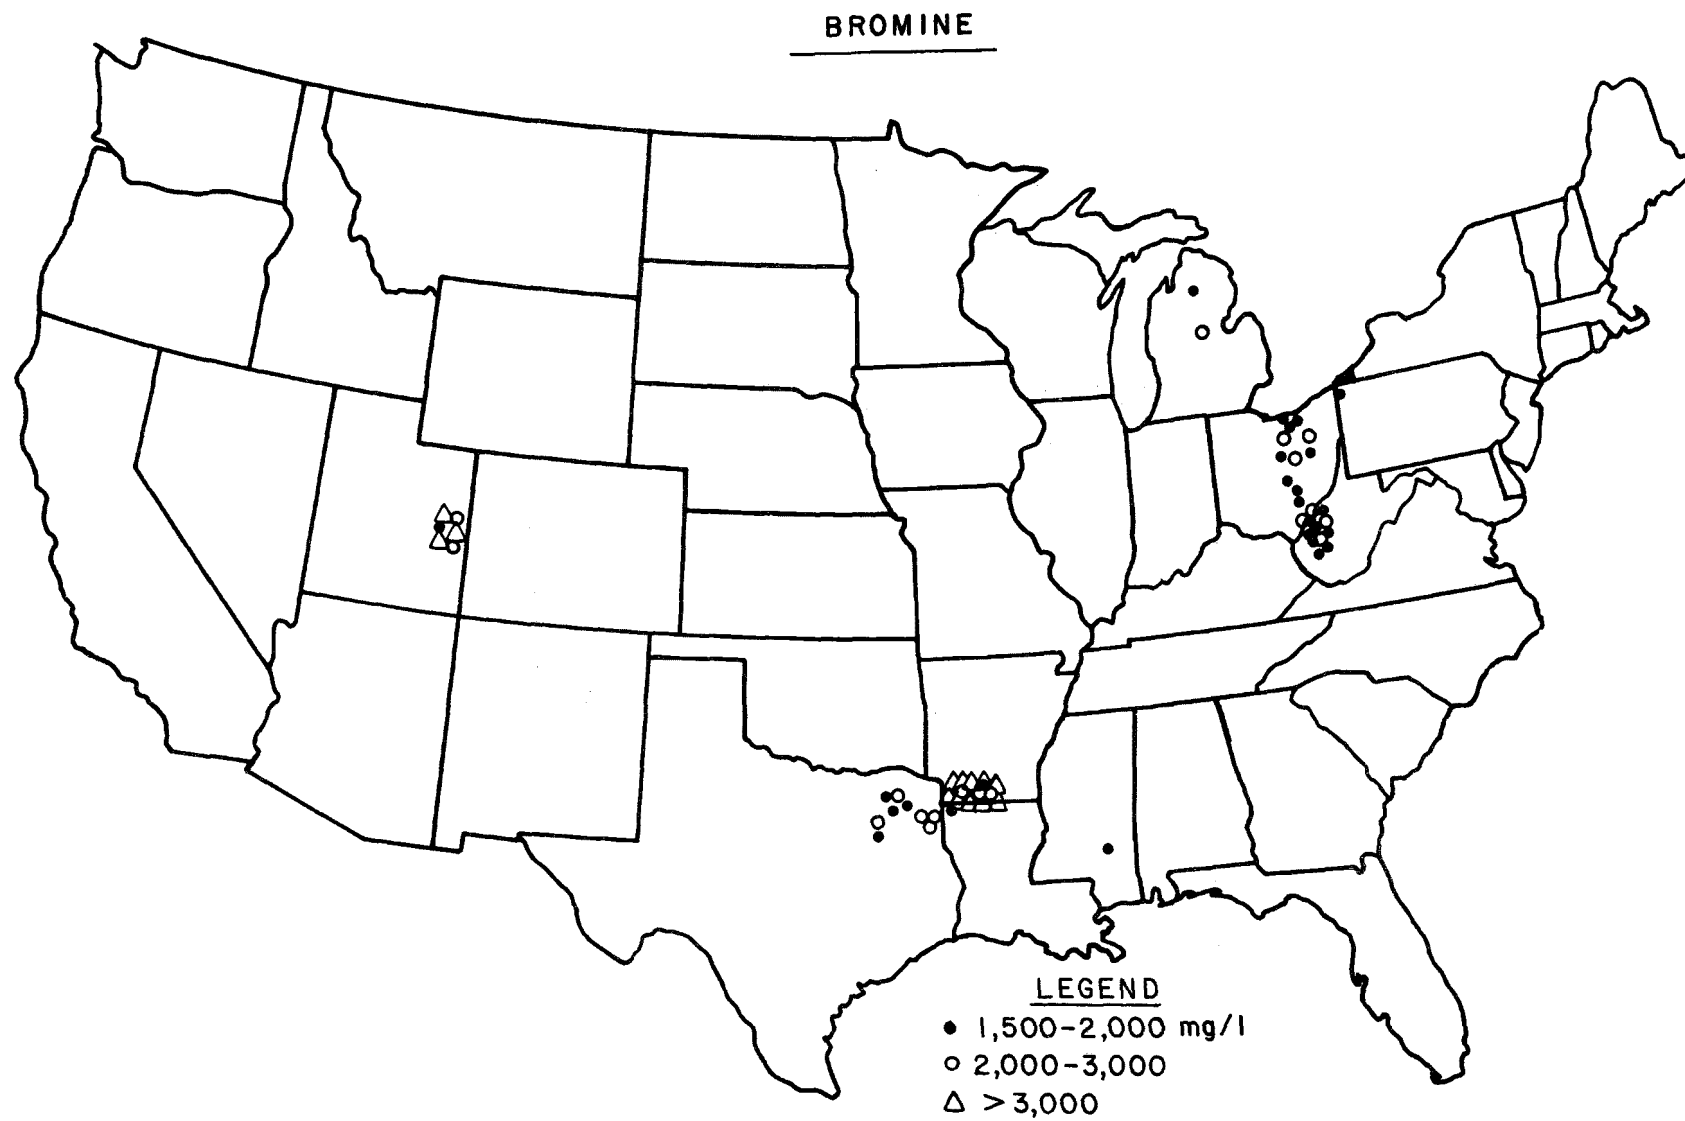 BROMINE
LEGEND
● 1,500-2,000 mg/l
○ 2,000-3,000
△ >3,000